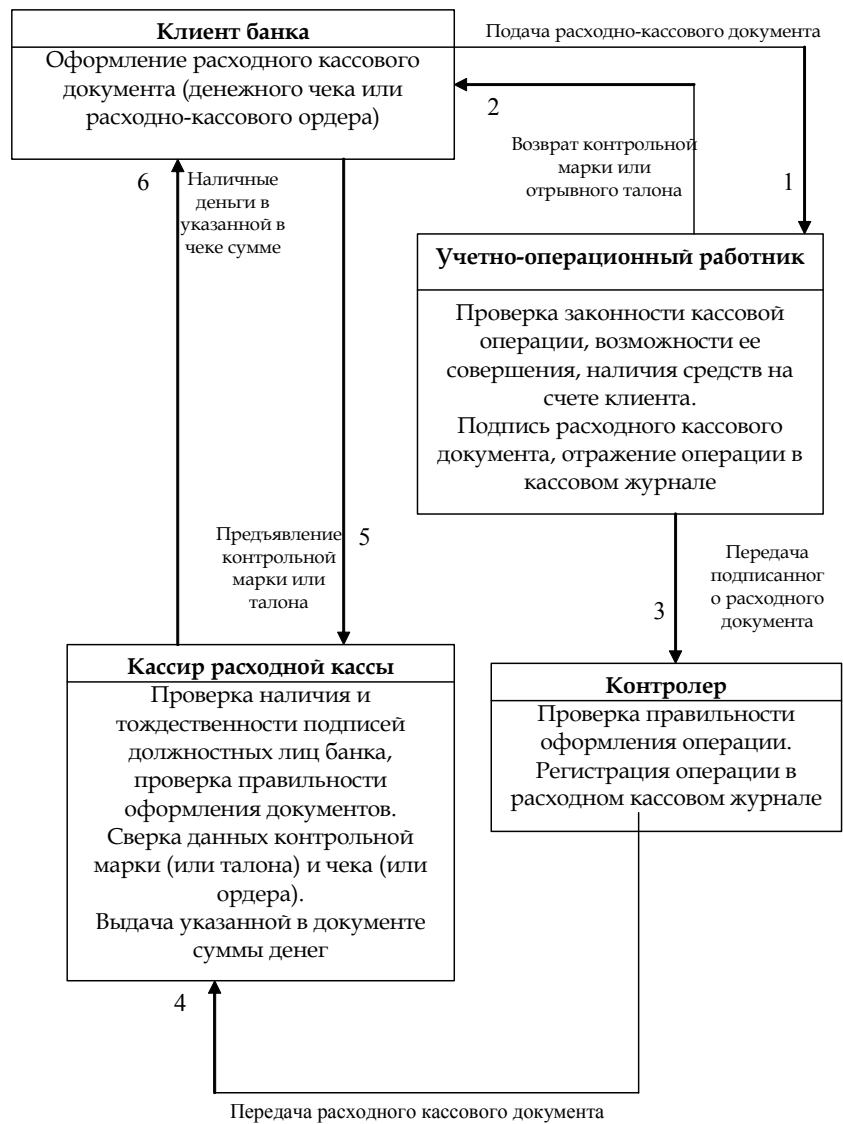 Клиент банка
Оформление расходного кассового
документа (денежного чека или
расходно-кассового ордера)
Подача расходно-кассового документа
1
2
Возврат контрольной
марки или
отрывного талона
6
Наличные
деньги в
указанной в
чеке сумме
Учетно-операционный работник
Проверка законности кассовой
операции, возможности ее
совершения, наличия средств на
счете клиента.
Подпись расходного кассового
документа, отражение операции в
кассовом журнале
Предъявление
контрольной
марки или
талона
5
3
Передача
подписанног
о расходного
документа
Кассир расходной кассы
Проверка наличия и
тождественности подписей
должностных лиц банка,
проверка правильности
оформления документов.
Сверка данных контрольной
марки (или талона) и чека (или
ордера).
Выдача указанной в документе
суммы денег
Контролер
Проверка правильности
оформления операции.
Регистрация операции в
расходном кассовом журнале
4
Передача расходного кассового документа